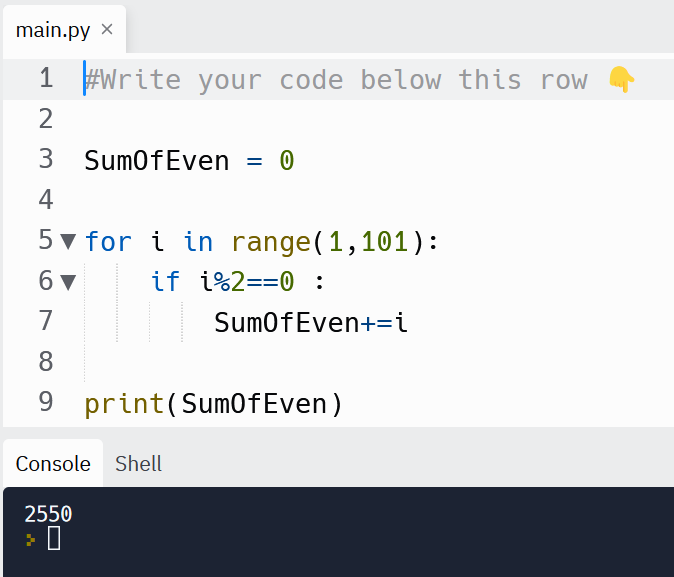 main.py ×
1 #Write your code below this row 👇
2
3 SumOfEven = 0
4
5 ▼ for i in range(1,101):
6 ▼     if i%2==0 :
7         SumOfEven+=i
8
9 print(SumOfEven)
Console Shell
2550